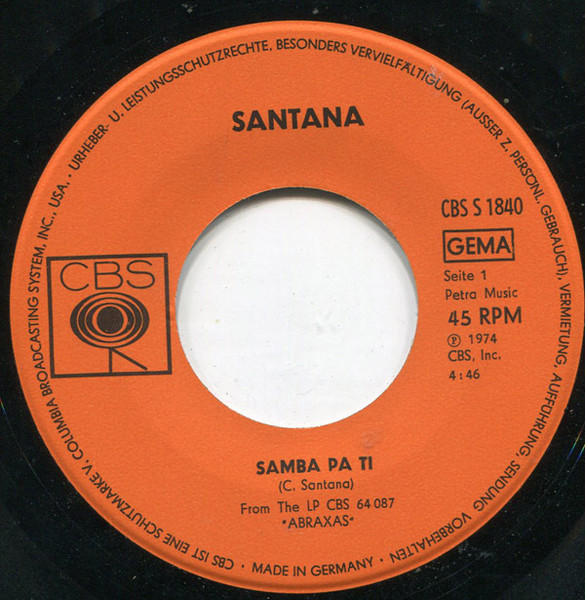 SANTANA
CBS S 1840
GEMA
Seite 1
Petra Music
45 RPM
Ⓟ 1974
CBS, Inc.
4:46
CBS
SAMBA PA TI
(C. Santana)
From The LP CBS 64 087
"ABRAXAS"
CBS IST EINE SCHUTZMARKE V. COLUMBIA BROADCASTING SYSTEM, INC., USA. • URHEBER- U. LEISTUNGSSCHUTZRECHTE, BESONDERS VERVIELFÄLTIGUNG (AUSSER Z. PERSÖNL. GEBRAUCH), VERMIETUNG, AUFFÜHRUNG, SENDUNG VORBEHALTEN • MADE IN GERMANY •